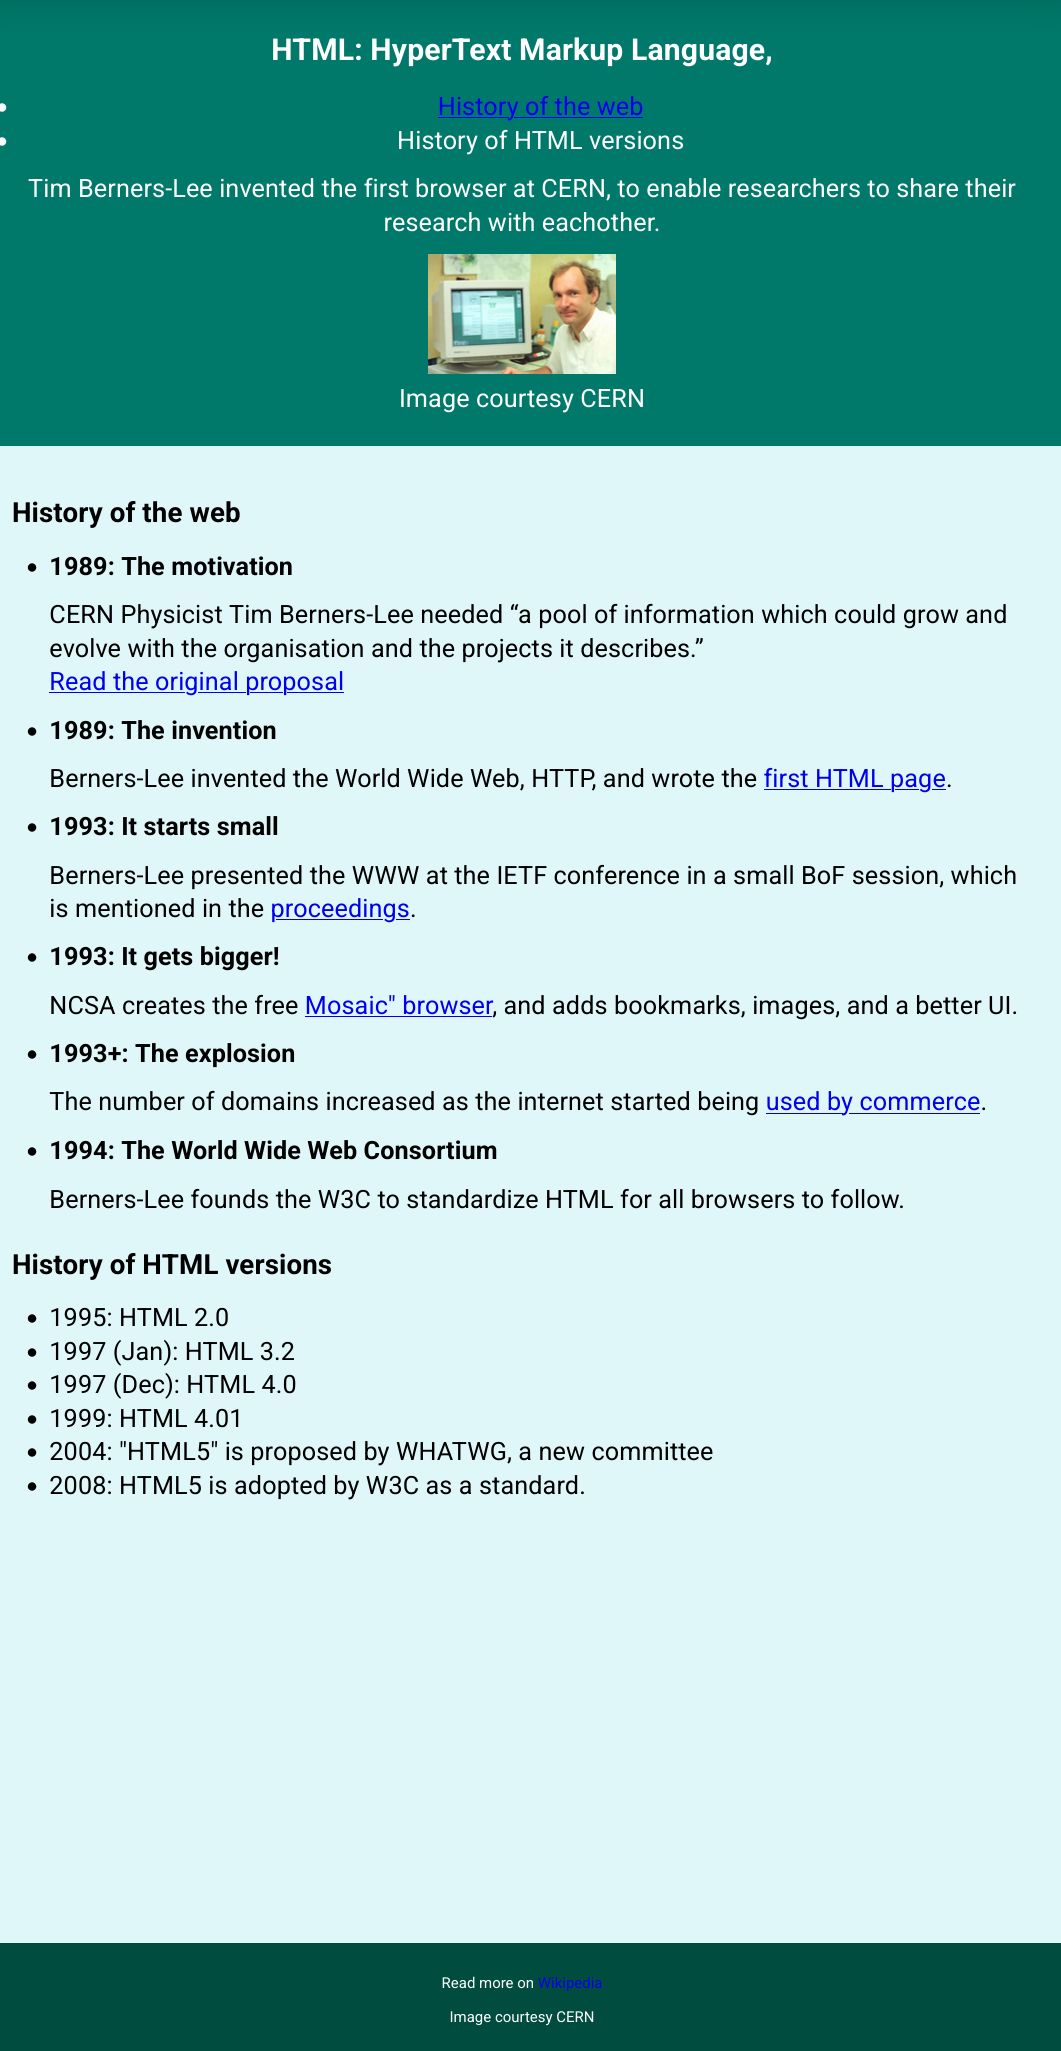 HTML: HyperText Markup Language,
History of the web
History of HTML versions
Tim Berners-Lee invented the first browser at CERN, to enable researchers to share their
research with eachother.
Image courtesy CERN
History of the web
1989: The motivation
CERN Physicist Tim Berners-Lee needed “a pool of information which could grow and
evolve with the organisation and the projects it describes.”
Read the original proposal
1989: The invention
Berners-Lee invented the World Wide Web, HTTP, and wrote the first HTML page.
1993: It starts small
Berners-Lee presented the WWW at the IETF conference in a small BoF session, which
is mentioned in the proceedings.
1993: It gets bigger!
NCSA creates the free Mosaic" browser, and adds bookmarks, images, and a better UI.
1993+: The explosion
The number of domains increased as the internet started being used by commerce.
1994: The World Wide Web Consortium
Berners-Lee founds the W3C to standardize HTML for all browsers to follow.
History of HTML versions
1995: HTML 2.0
1997 (Jan): HTML 3.2
1997 (Dec): HTML 4.0
1999: HTML 4.01
2004: "HTML5" is proposed by WHATWG, a new committee
2008: HTML5 is adopted by W3C as a standard.
Read more on Wikipedia
Image courtesy CERN